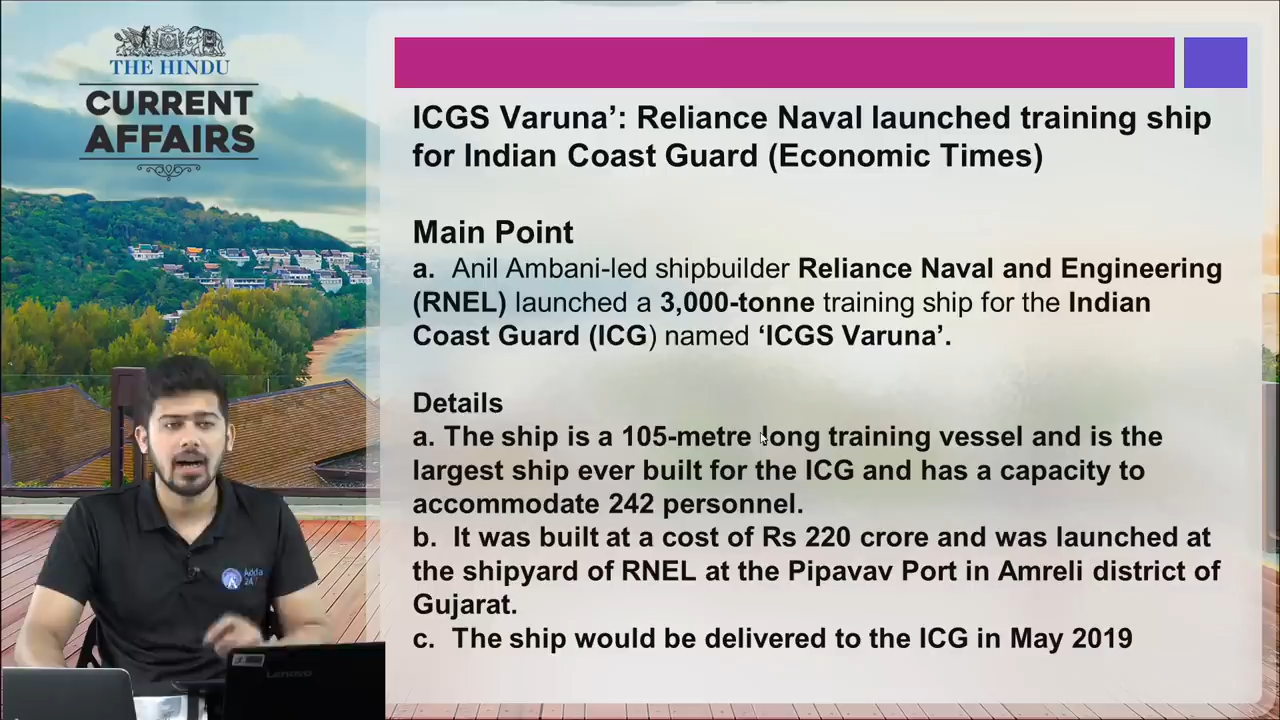 THE HINDU
CURRENT
AFFAIRS
ICGS Varuna’: Reliance Naval launched training ship
for Indian Coast Guard (Economic Times)
Main Point
a. Anil Ambani-led shipbuilder Reliance Naval and Engineering
(RNEL) launched a 3,000-tonne training ship for the Indian
Coast Guard (ICG) named ‘ICGS Varuna’.
Details
a. The ship is a 105-metre long training vessel and is the
largest ship ever built for the ICG and has a capacity to
accommodate 242 personnel.
b. It was built at a cost of Rs 220 crore and was launched at
the shipyard of RNEL at the Pipavav Port in Amreli district of
Gujarat.
c. The ship would be delivered to the ICG in May 2019
Adda
247
Lenovo